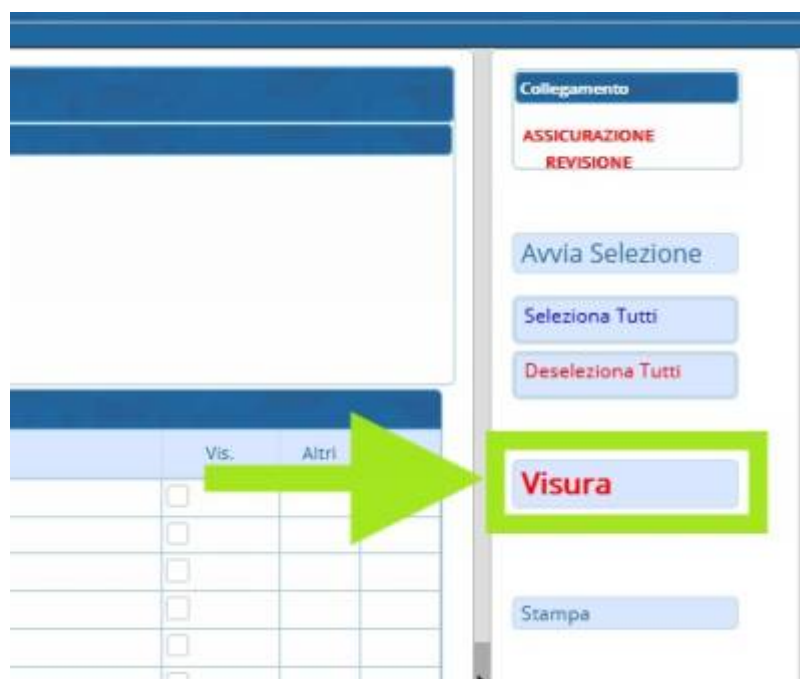 Collegamento
ASSICURAZIONE
REVISIONE
Avvia Selezione
Seleziona Tutti
Deseleziona Tutti
Vis. Altri
Visura
Stampa